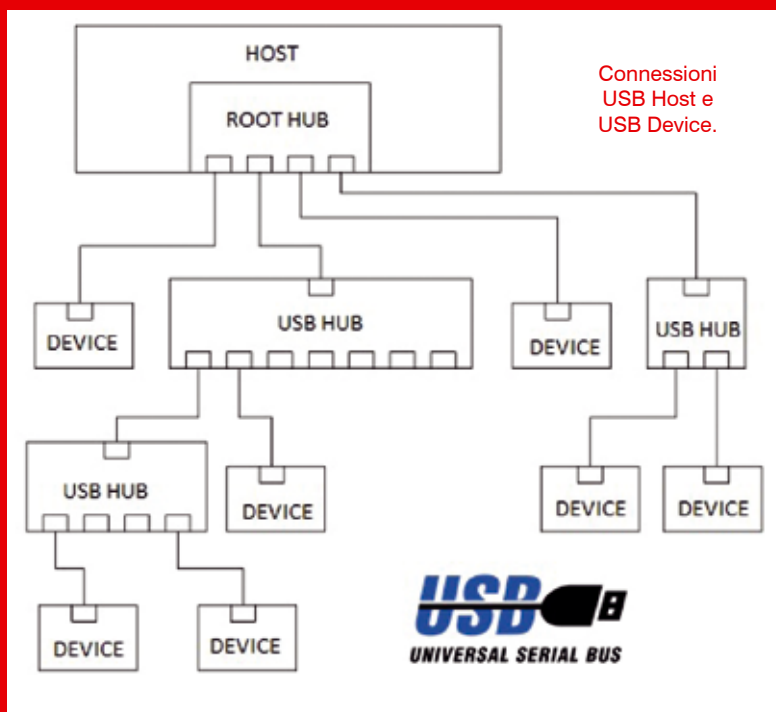 HOST
Connessioni
USB Host e
USB Device.
ROOT HUB
DEVICE
USB HUB
DEVICE
USB HUB
USB HUB
DEVICE
DEVICE
DEVICE
DEVICE
DEVICE
USB
UNIVERSAL SERIAL BUS